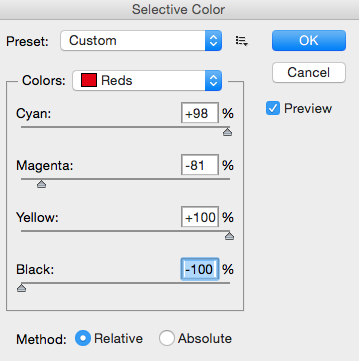 Selective Color
Preset: Custom
OK
Colors: Reds
Cancel
Cyan: +98 %
Preview
Magenta: -81 %
Yellow: +100 %
Black: -100 %
Method: Relative Absolute